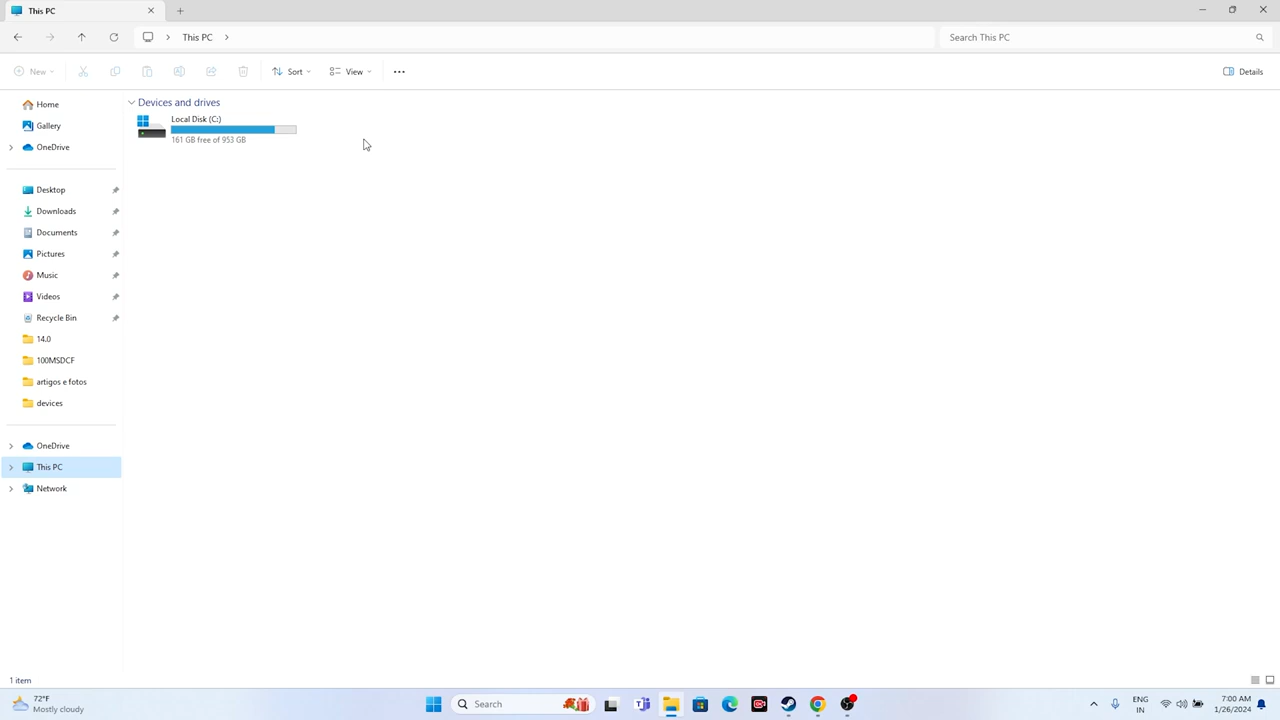 This PC
This PC
Search This PC
New
Sort
View
Details
Home
Gallery
OneDrive
Desktop
Downloads
Documents
Pictures
Music
Videos
Recycle Bin
14.0
100MSDCF
artigos e fotos
devices
OneDrive
This PC
Network
Devices and drives
Local Disk (C:)
161 GB free of 953 GB
1 item
72°F
Mostly cloudy
Search
ENG
IN
7:00 AM
1/26/2024